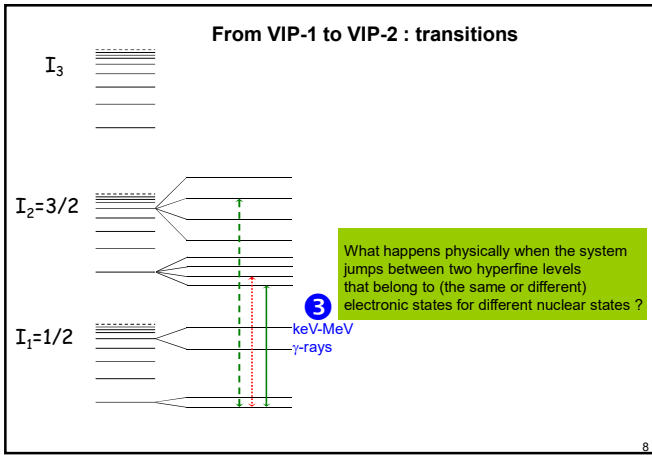 From VIP-1 to VIP-2 : transitions
I₃
I₂=3/2
What happens physically when the system
jumps between two hyperfine levels
that belong to (the same or different)
electronic states for different nuclear states ?
❸
keV-MeV
γ-rays
I₁=1/2
8